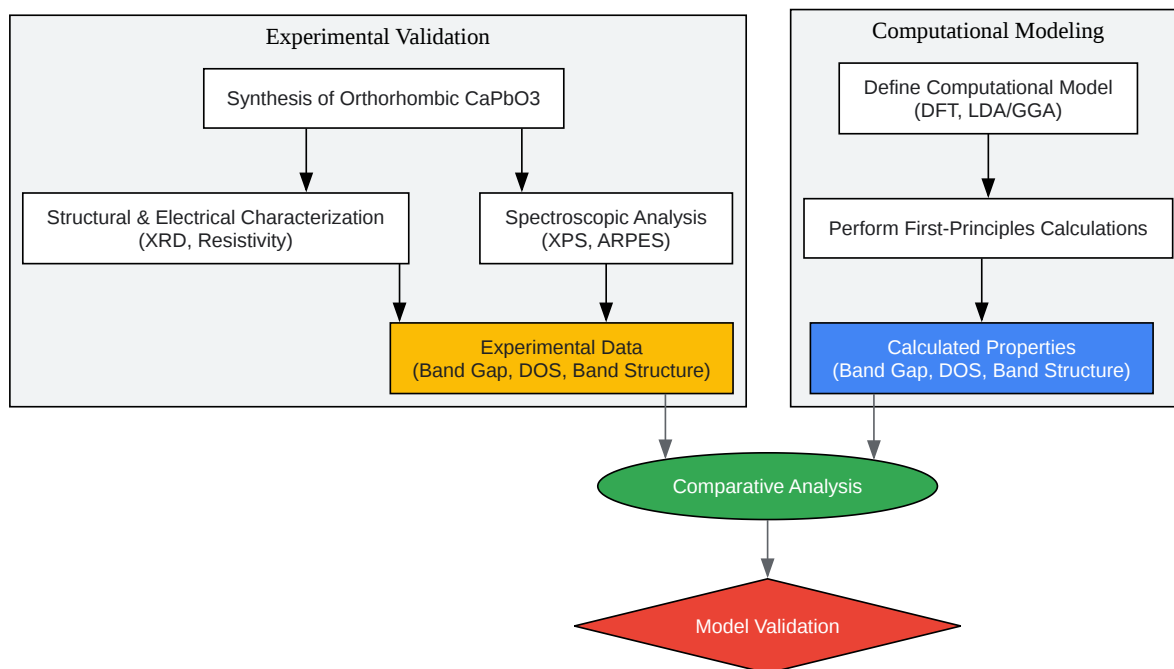 Experimental Validation
Synthesis of Orthorhombic CaPbO3
Structural & Electrical Characterization
(XRD, Resistivity)
Spectroscopic Analysis
(XPS, ARPES)
Experimental Data
(Band Gap, DOS, Band Structure)
Computational Modeling
Define Computational Model
(DFT, LDA/GGA)
Perform First-Principles Calculations
Calculated Properties
(Band Gap, DOS, Band Structure)
Comparative Analysis
Model Validation